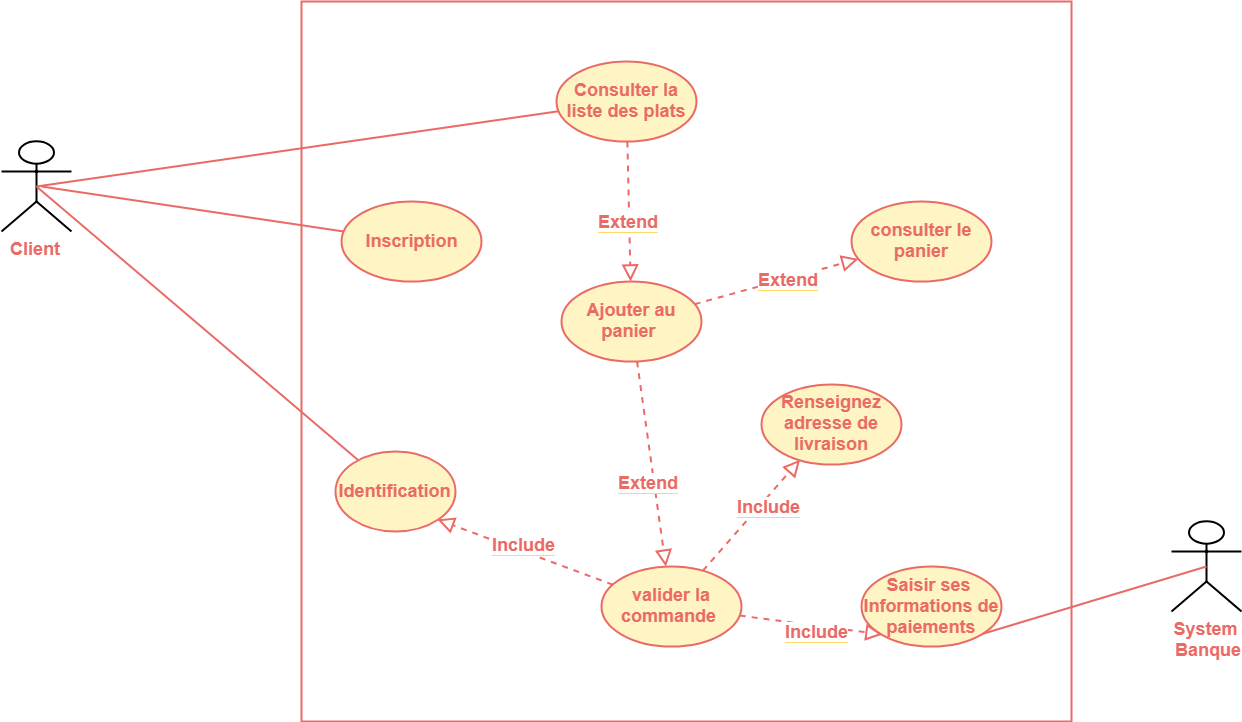 Consulter la
liste des plats
Client
Inscription
Extend
consulter le
panier
Extend
Ajouter au
panier
Renseignez
adresse de
livraison
Extend
Identification
Include
Include
valider la
commande
Include
Saisir ses
Informations de
paiements
System
Banque